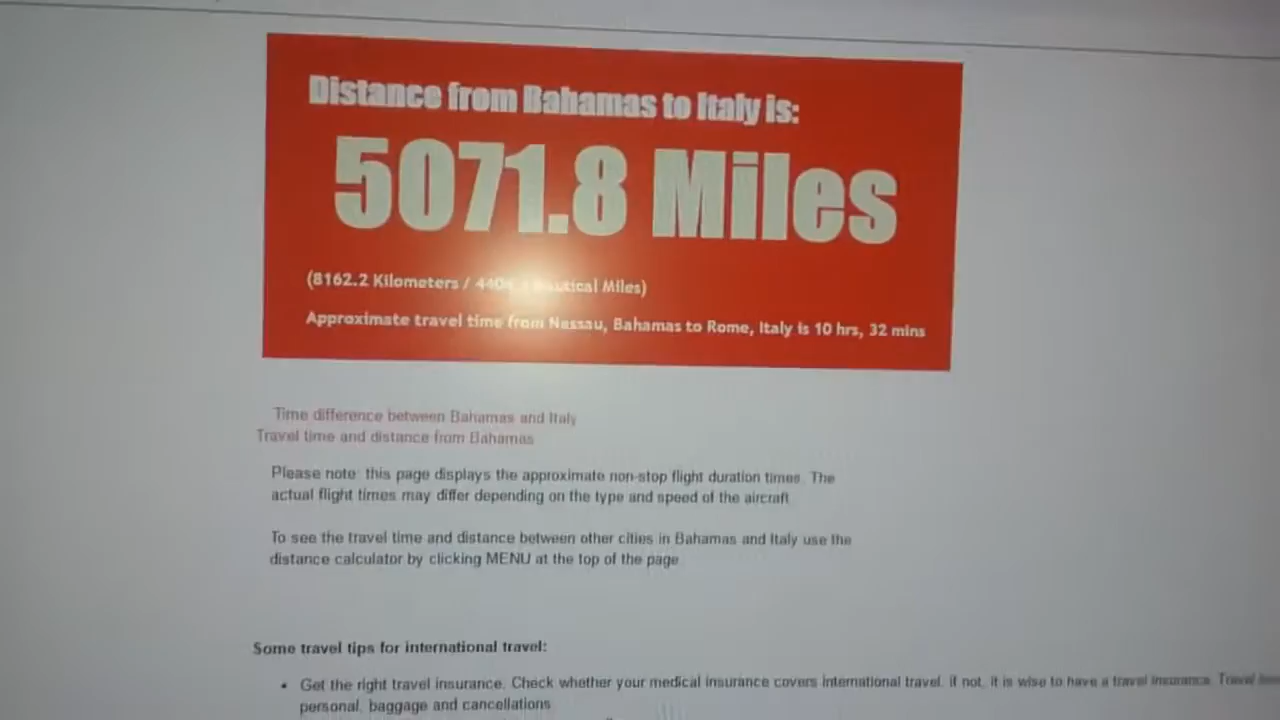 Distance from Bahamas to Italy is:
5071.8 Miles
(8162.2 Kilometers / Miles)
Approximate travel time from Nassau, Bahamas to Rome, Italy is 10 hrs, 32 mins
Time difference between Bahamas and Italy
Travel time and distance from Bahamas
Please note: this page displays the approximate non-stop flight duration times. The
actual flight times may differ depending on the type and speed of the aircraft
To see the travel time and distance between other cities in Bahamas and Italy use the
distance calculator by clicking MENU at the top of the page
Some travel tips for international travel:
• Get the right travel insurance. Check whether your medical insurance covers international travel. if not, it is wise to have a travel insurance. Travel
personal, baggage and cancellations